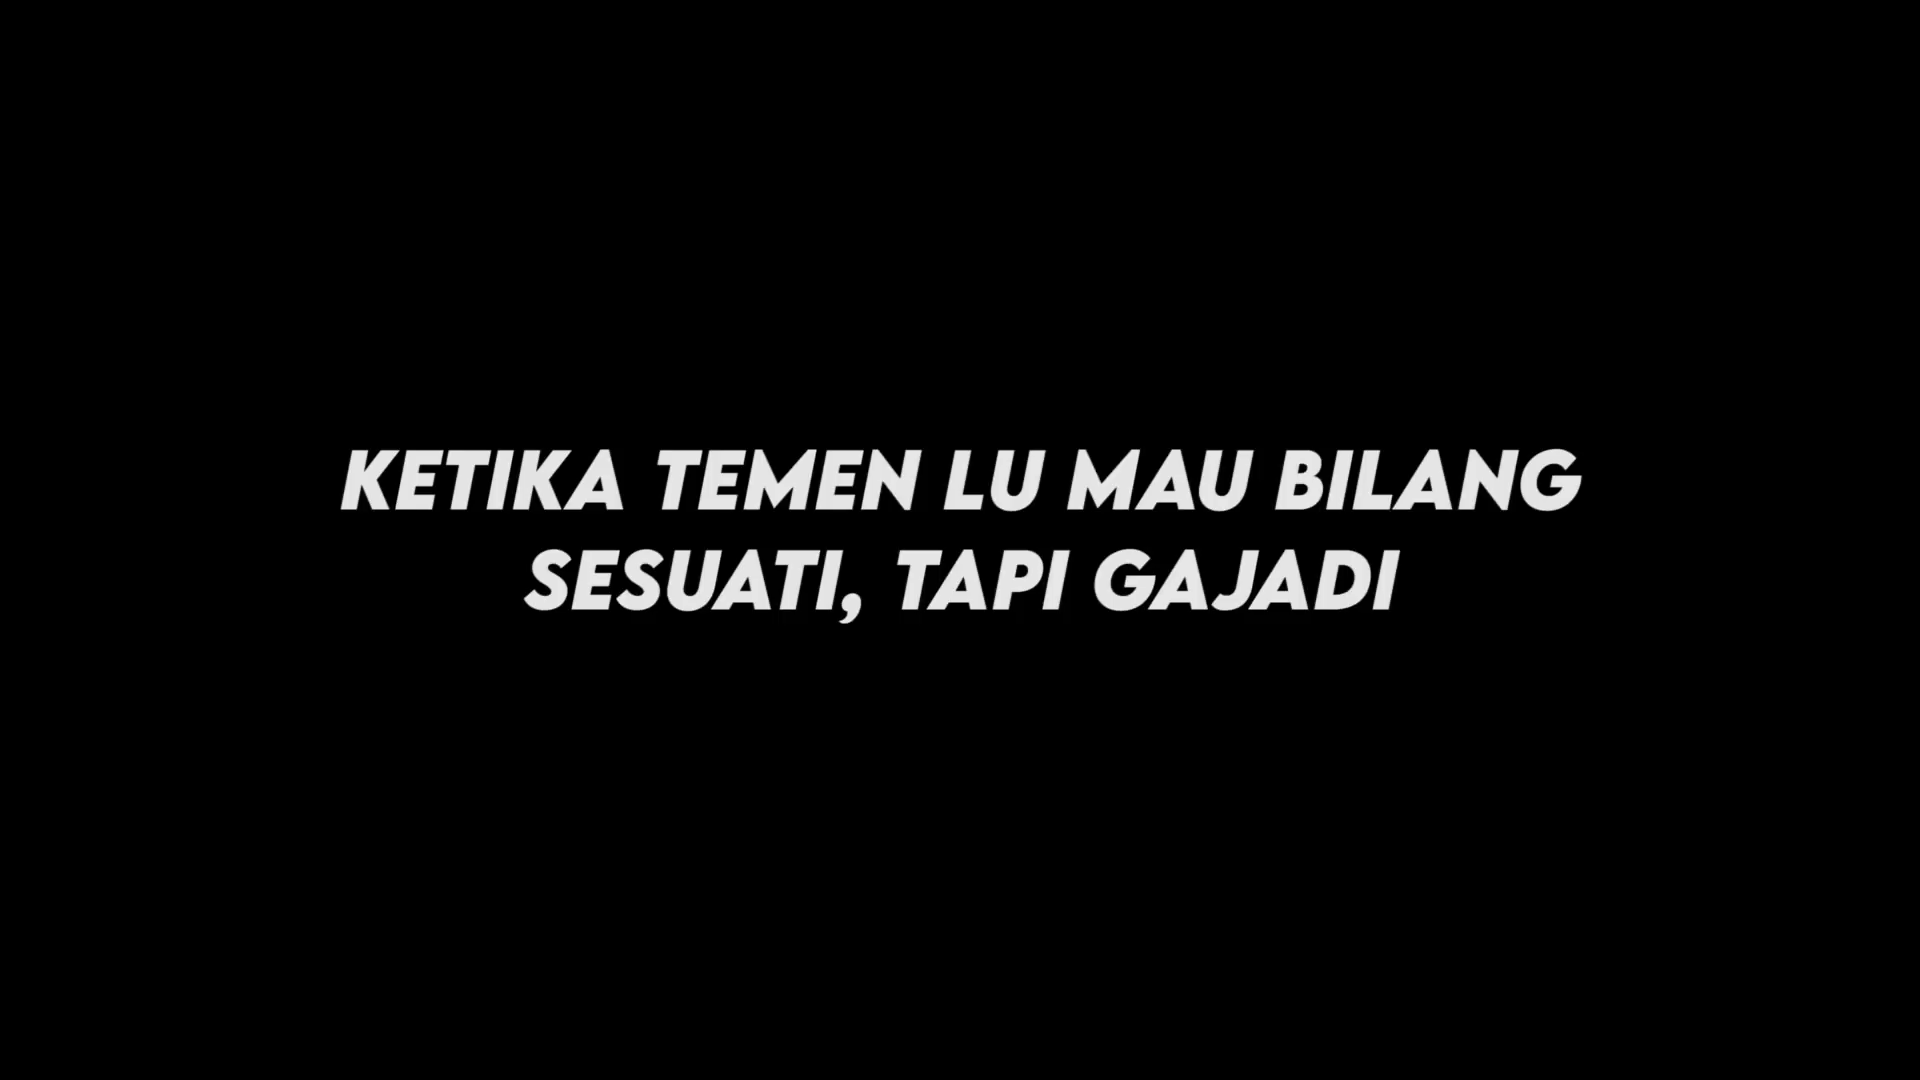 KETIKA TEMEN LU MAU BILANG
SESUATI, TAPI GAJADI